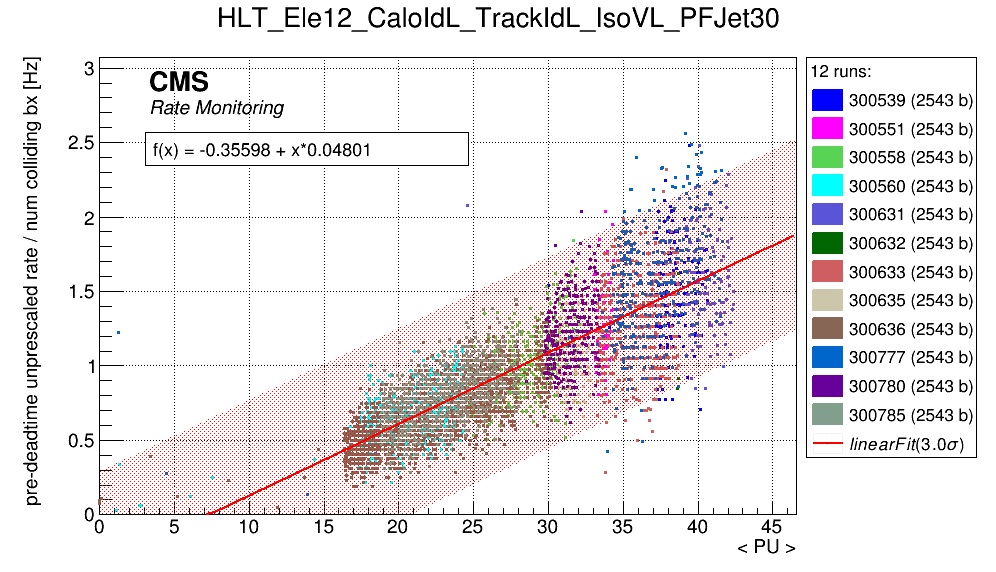 HLT_Ele12_CaloIdL_TrackIdL_IsoVL_PFJet30
pre-deadtime unprescaled rate / num colliding bx [Hz]
3
2.5
2
1.5
1
0.5
0
CMS
Rate Monitoring
f(x) = -0.35598 + x*0.04801
0 5 10 15 20 25 30 35 40 45
< PU >
12 runs:
300539 (2543 b)
300551 (2543 b)
300558 (2543 b)
300560 (2543 b)
300631 (2543 b)
300632 (2543 b)
300633 (2543 b)
300635 (2543 b)
300636 (2543 b)
300777 (2543 b)
300780 (2543 b)
300785 (2543 b)
linearFit(3.0σ)